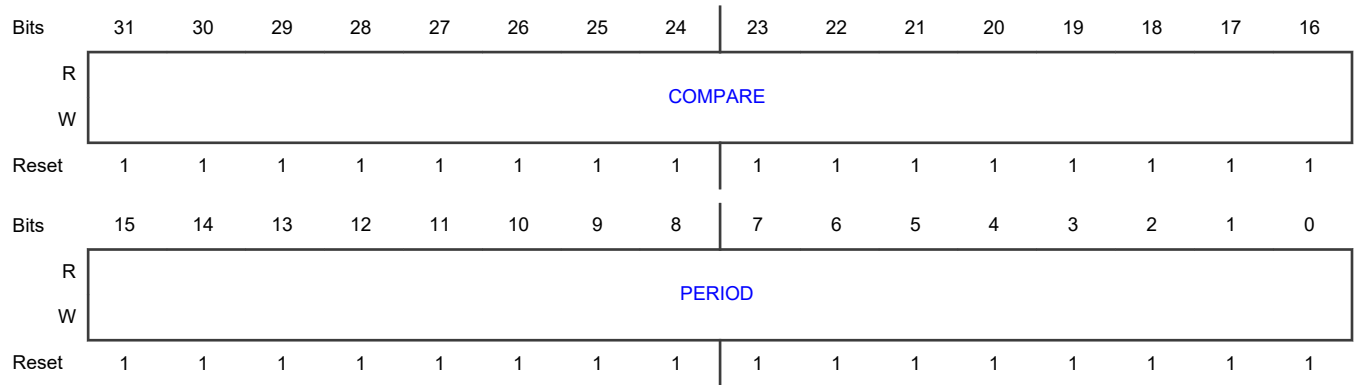 Bits 31 30 29 28 27 26 25 24 23 22 21 20 19 18 17 16
R
COMPARE
W
Reset 1 1 1 1 1 1 1 1 1 1 1 1 1 1 1 1
Bits 15 14 13 12 11 10 9 8 7 6 5 4 3 2 1 0
R
PERIOD
W
Reset 1 1 1 1 1 1 1 1 1 1 1 1 1 1 1 1